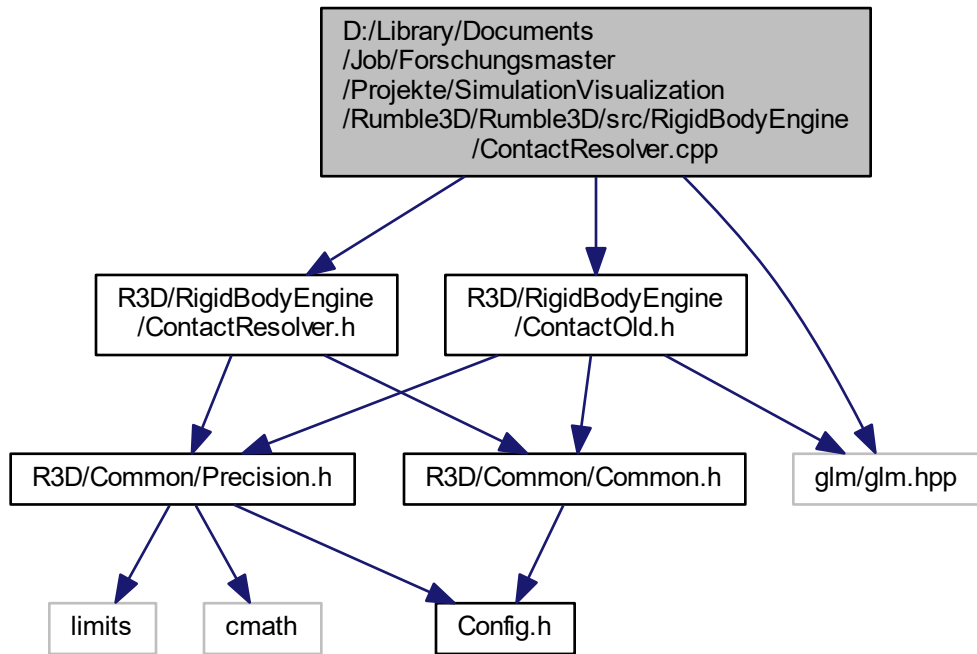 D:/Library/Documents
/Job/Forschungsmaster
/Projekte/SimulationVisualization
/Rumble3D/Rumble3D/src/RigidBodyEngine
/ContactResolver.cpp
R3D/RigidBodyEngine
/ContactResolver.h
R3D/RigidBodyEngine
/ContactOld.h
R3D/Common/Precision.h
R3D/Common/Common.h
glm/glm.hpp
limits
cmath
Config.h